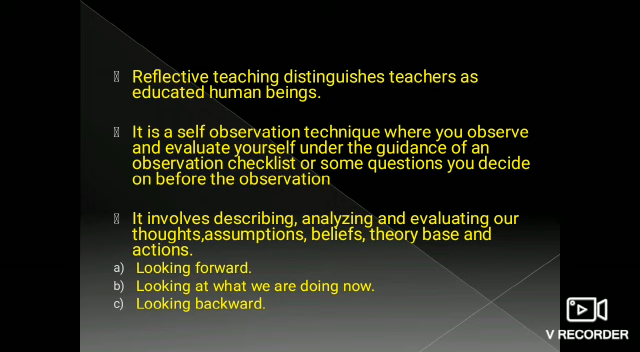 Reflective teaching distinguishes teachers as
educated human beings.
It is a self observation technique where you observe
and evaluate yourself under the guidance of an
observation checklist or some questions you decide
on before the observation
It involves describing, analyzing and evaluating our
thoughts,assumptions, beliefs, theory base and
actions.
a) Looking forward.
b) Looking at what we are doing now.
c) Looking backward.
V RECORDER